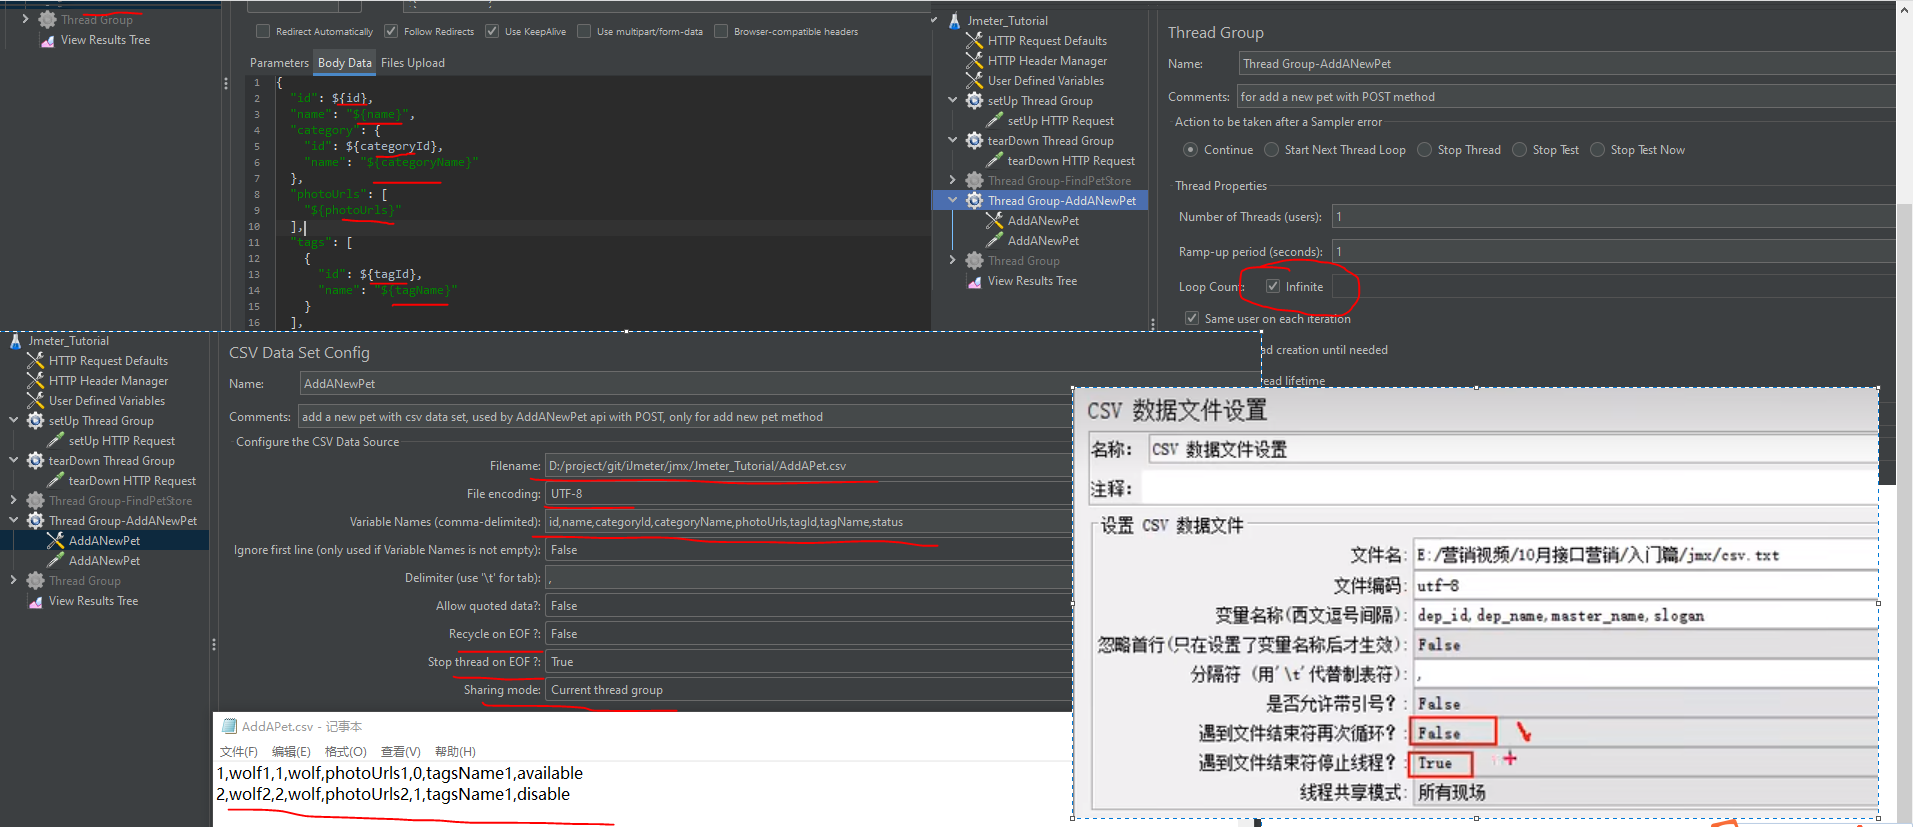 Thread Group
View Results Tree
Redirect Automatically
Follow Redirects
Use KeepAlive
Use multipart/form-data
Browser-compatible headers
Parameters
Body Data
Files Upload
1 {
2 "id": ${id},
3 "name": "${name}",
4 "category": {
5 "id": ${categoryId},
6 "name": "${categoryName}"
7 },
8 "photoUrls": [
9 "${photoUrls}"
10 ],
11 "tags": [
12 {
13 "id": ${tagId},
14 "name": "${tagName}"
15 }
16 ],
Jmeter_Tutorial
HTTP Request Defaults
HTTP Header Manager
User Defined Variables
setUp Thread Group
setUp HTTP Request
tearDown Thread Group
tearDown HTTP Request
Thread Group-FindPetStore
Thread Group-AddANewPet
AddANewPet
AddANewPet
Thread Group
View Results Tree
Thread Group
Name: Thread Group-AddANewPet
Comments: for add a new pet with POST method
Action to be taken after a Sampler error
Continue
Start Next Thread Loop
Stop Thread
Stop Test
Stop Test Now
Thread Properties
Number of Threads (users): 1
Ramp-up period (seconds): 1
Loop Count: Infinite
Same user on each iteration
ad creation until needed
ead lifetime
Jmeter_Tutorial
HTTP Request Defaults
HTTP Header Manager
User Defined Variables
setUp Thread Group
setUp HTTP Request
tearDown Thread Group
tearDown HTTP Request
Thread Group-FindPetStore
Thread Group-AddANewPet
AddANewPet
AddANewPet
Thread Group
View Results Tree
CSV Data Set Config
Name: AddANewPet
Comments: add a new pet with csv data set, used by AddANewPet api with POST, only for add new pet method
Configure the CSV Data Source
Filename: D:/project/git/iJmeter/jmx/Jmeter_Tutorial/AddAPet.csv
File encoding: UTF-8
Variable Names (comma-delimited): id,name,categoryId,categoryName,photoUrls,tagId,tagName,status
Ignore first line (only used if Variable Names is not empty): False
Delimiter (use '\t' for tab): ,
Allow quoted data?: False
Recycle on EOF ?: False
Stop thread on EOF ?: True
Sharing mode: Current thread group
AddAPet.csv - 记事本
文件(F) 编辑(E) 格式(O) 查看(V) 帮助(H)
1,wolf1,1,wolf,photoUrls1,0,tagsName1,available
2,wolf2,2,wolf,photoUrls2,1,tagsName1,disable
CSV 数据文件设置
名称: CSV 数据文件设置
注释:
设置 CSV 数据文件
文件名: E:/营销视频/10月接口营销/入门篇/jmx/csv.txt
文件编码: utf-8
变量名称(西文逗号间隔): dep_id,dep_name,master_name,slogan
忽略首行(只在设置了变量名称后才生效): False
分隔符 (用'\t'代替制表符): ,
是否允许带引号?: False
遇到文件结束符再次循环?: False
遇到文件结束符停止线程?: True
线程共享模式: 所有现场